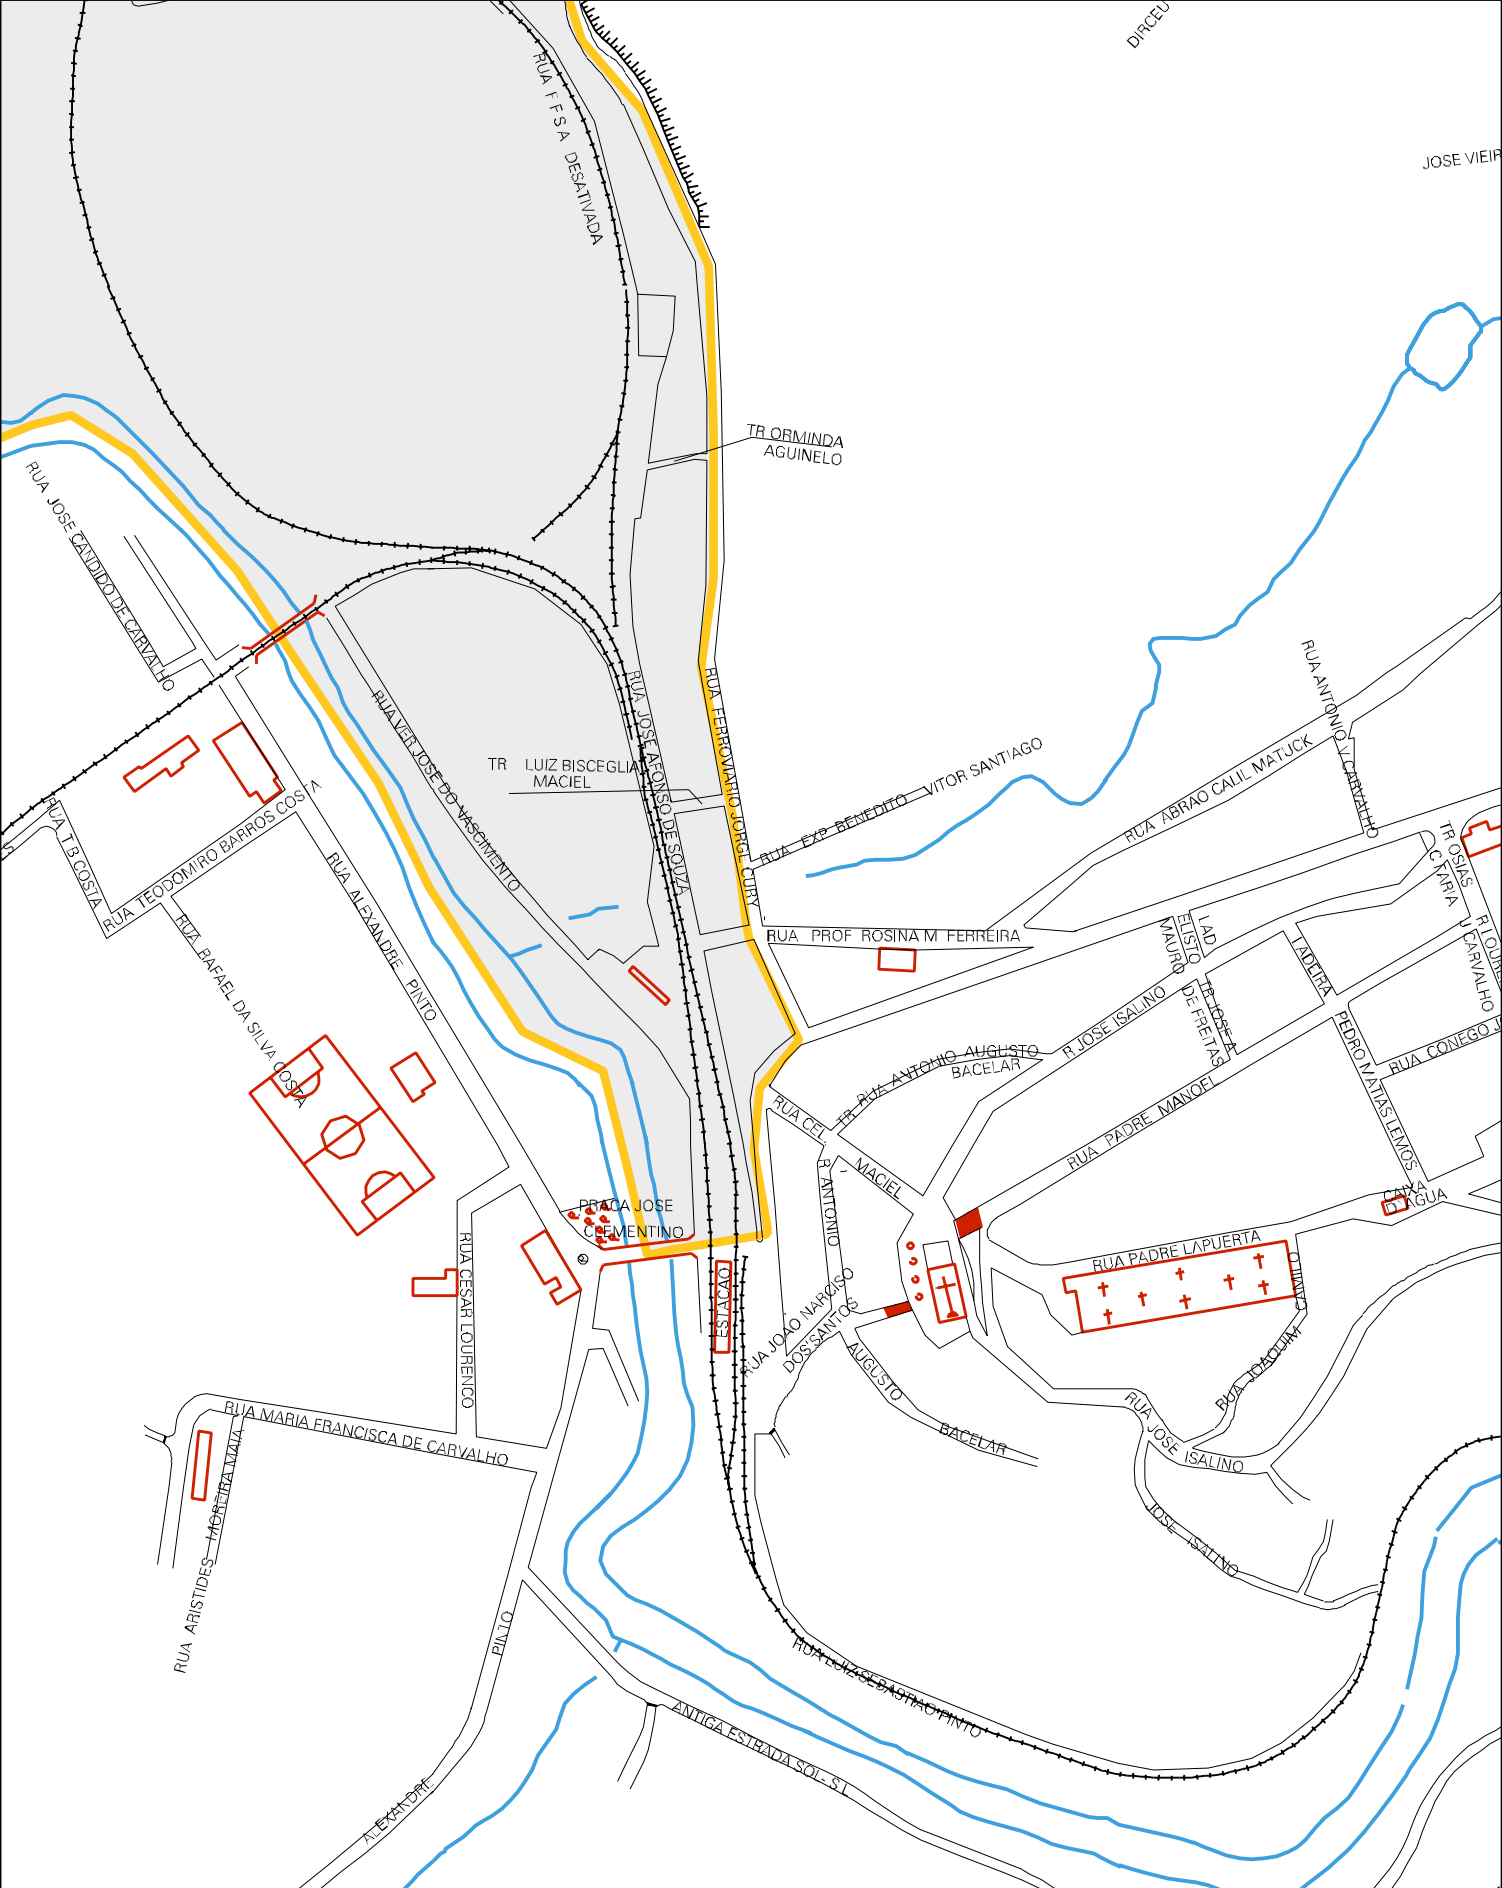 DIRCEU
RUA F F S A DESATIVADA
JOSE VIEIR
TR ORMINDA
AGUINELO
RUA JOSE CANDIDO DE CARVALHO
RUA VER JOSE DO VASCIMENTO
RUA JOSE AFONSO DE SOUZA
RUA FERROVIARIO JORGE CURY
TR LUIZ BISCEGLIA
MACIEL
RUA EXP BENEDITO VITOR SANTIAGO
RUA ABRAO CALIL MATUCK
RUA ANTONIO V CARVALHO
RUA T B COSTA
RUA TEODOMIRO BARROS COSTA
RUA ALEXANDRE PINTO
RUA RAFAEL DA SILVA COSTA
RUA PROF ROSINA M FERREIRA
TR OSIAS
C FARIA
R LOURE
J CARVALHO
LAD
ELISTO
MAURO
DE FREITAS
TR JOSE A
LADEIRA
PEDRO MATIAS LEMOS
RUA CONEGO J
R JOSE ISALINO
TR RUA ANTONIO AUGUSTO
BACELAR
RUA CEL MACIEL
RUA PADRE MANOEL
R ANTONIO
AUGUSTO
BACELAR
PRACA JOSE
CLEMENTINO
RUA CESAR LOURENCO
ESTACAO
RUA JOAO NARCISO
DOS SANTOS
RUA PADRE LAPUERTA
CAIXA
D'AGUA
RUA JOAQUIM
CAMILO
RUA JOSE ISALINO
JOSE ISALINO
RUA MARIA FRANCISCA DE CARVALHO
RUA ARISTIDES MOREIRA MAIA
PINTO
ALEXANDRE
RUA LUIZ SEBASTIAO PINTO
ANTIGA ESTRADA SOL-S L